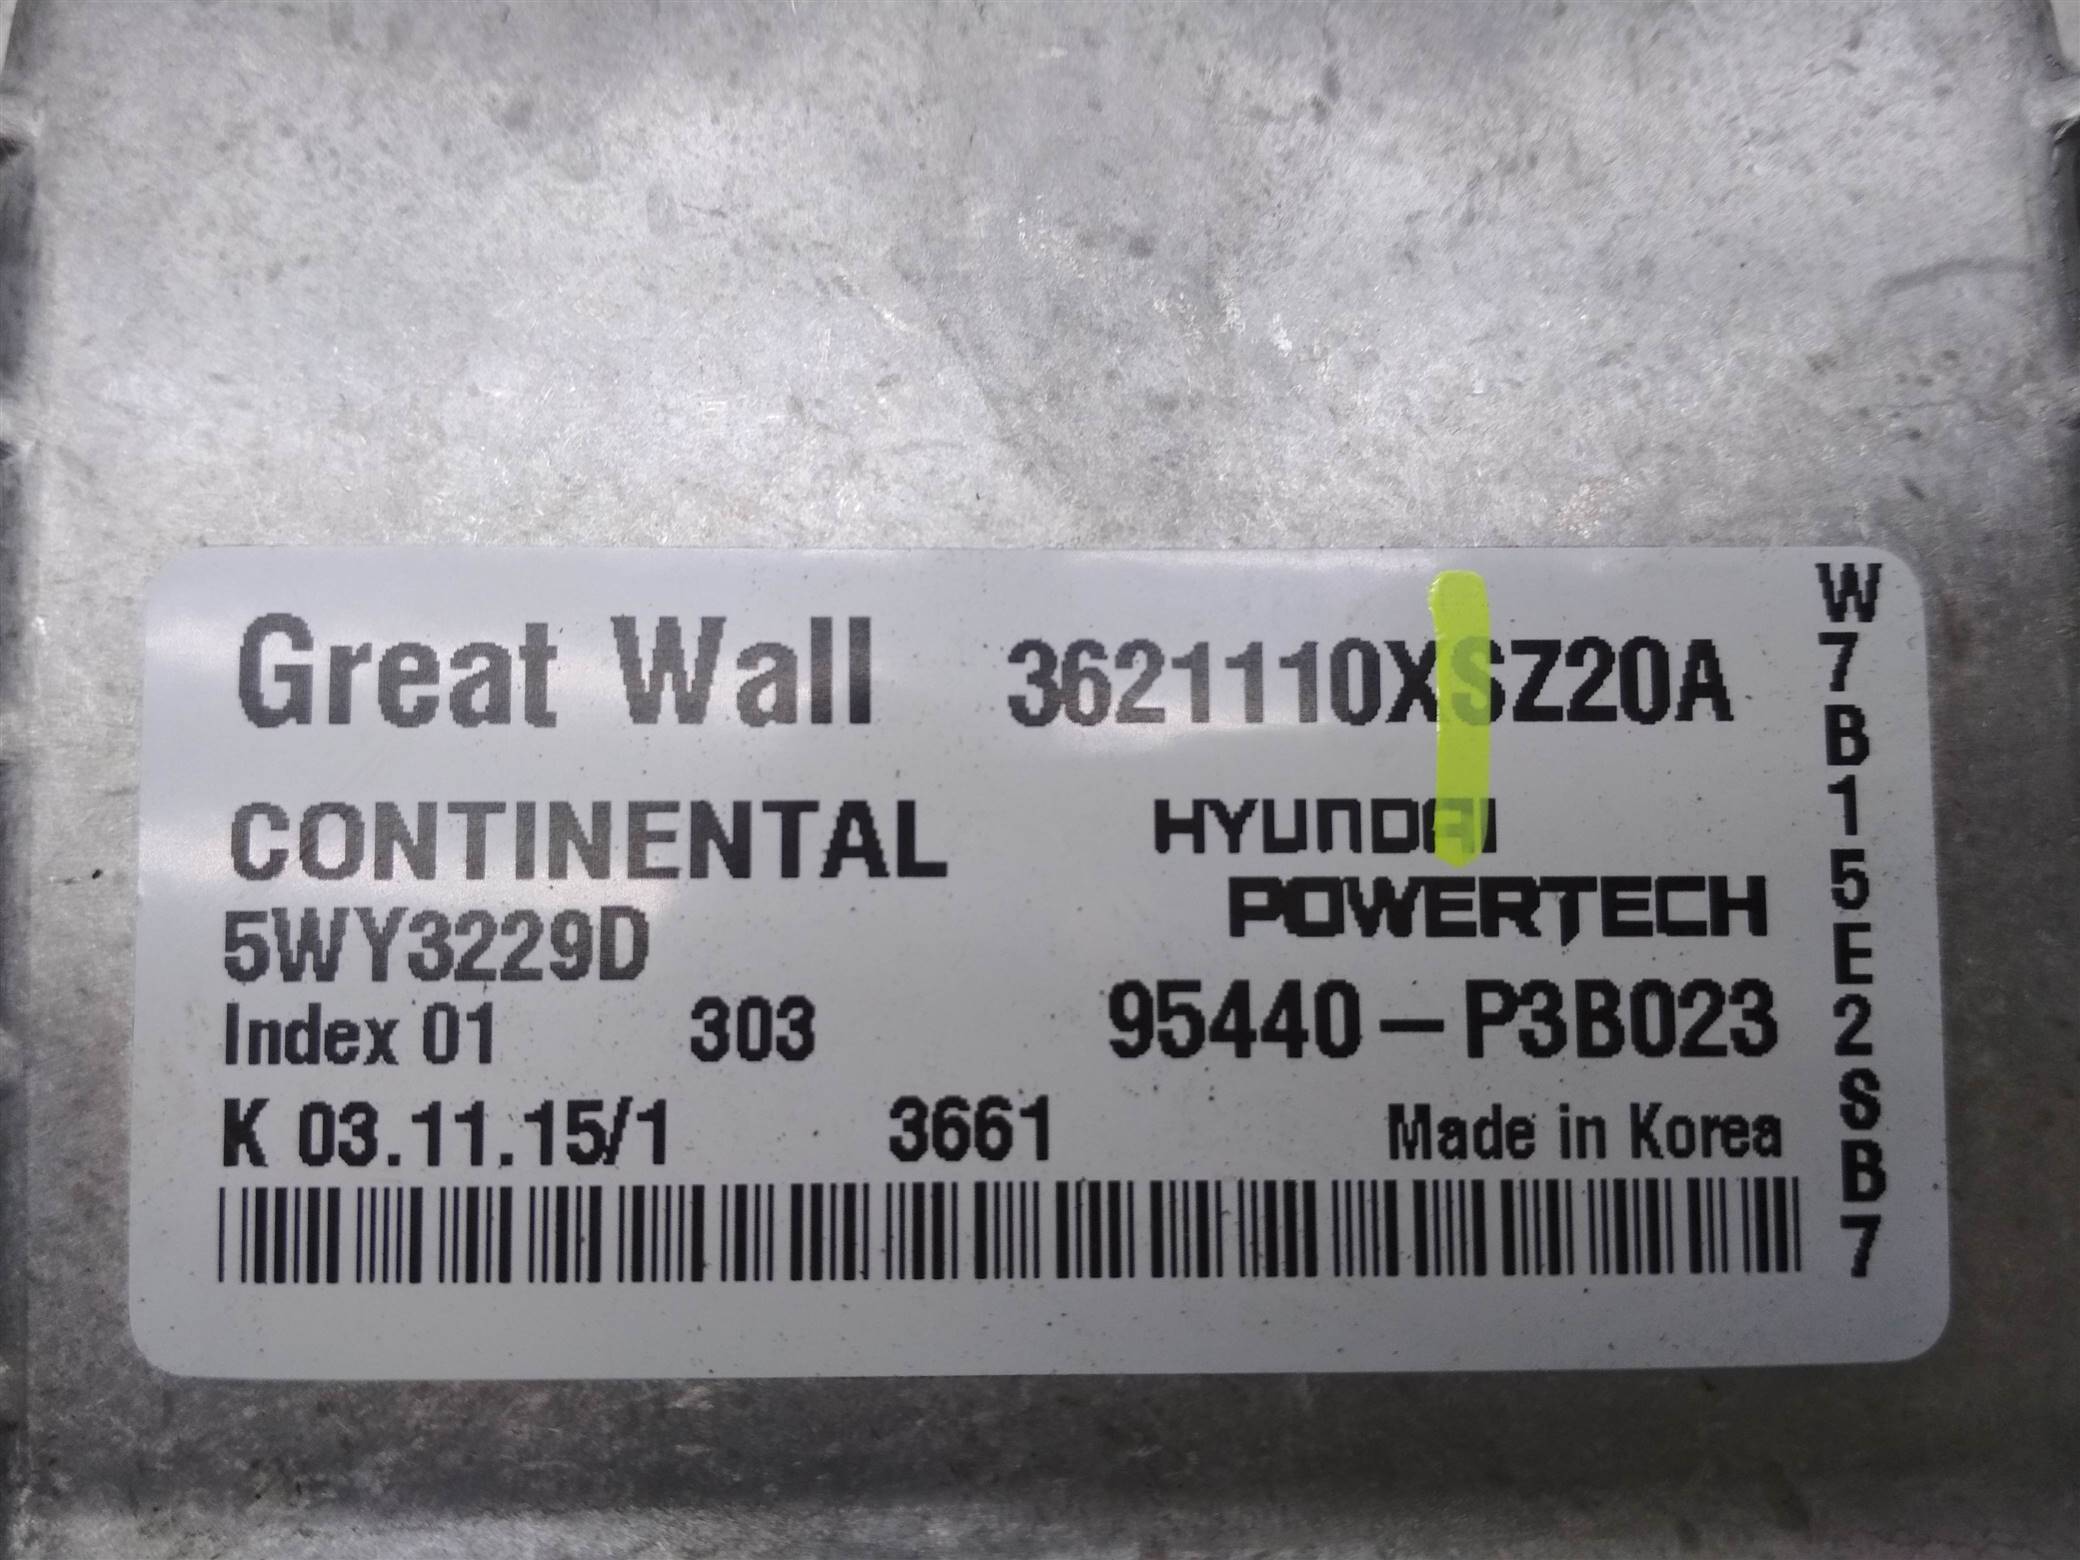 Great Wall 3621110XSZ20A
CONTINENTAL HYUNDAI
POWERTECH
5WY3229D
Index 01 303 95440-P3B023
K 03.11.15/1 3661 Made in Korea
W7B15E2SB7